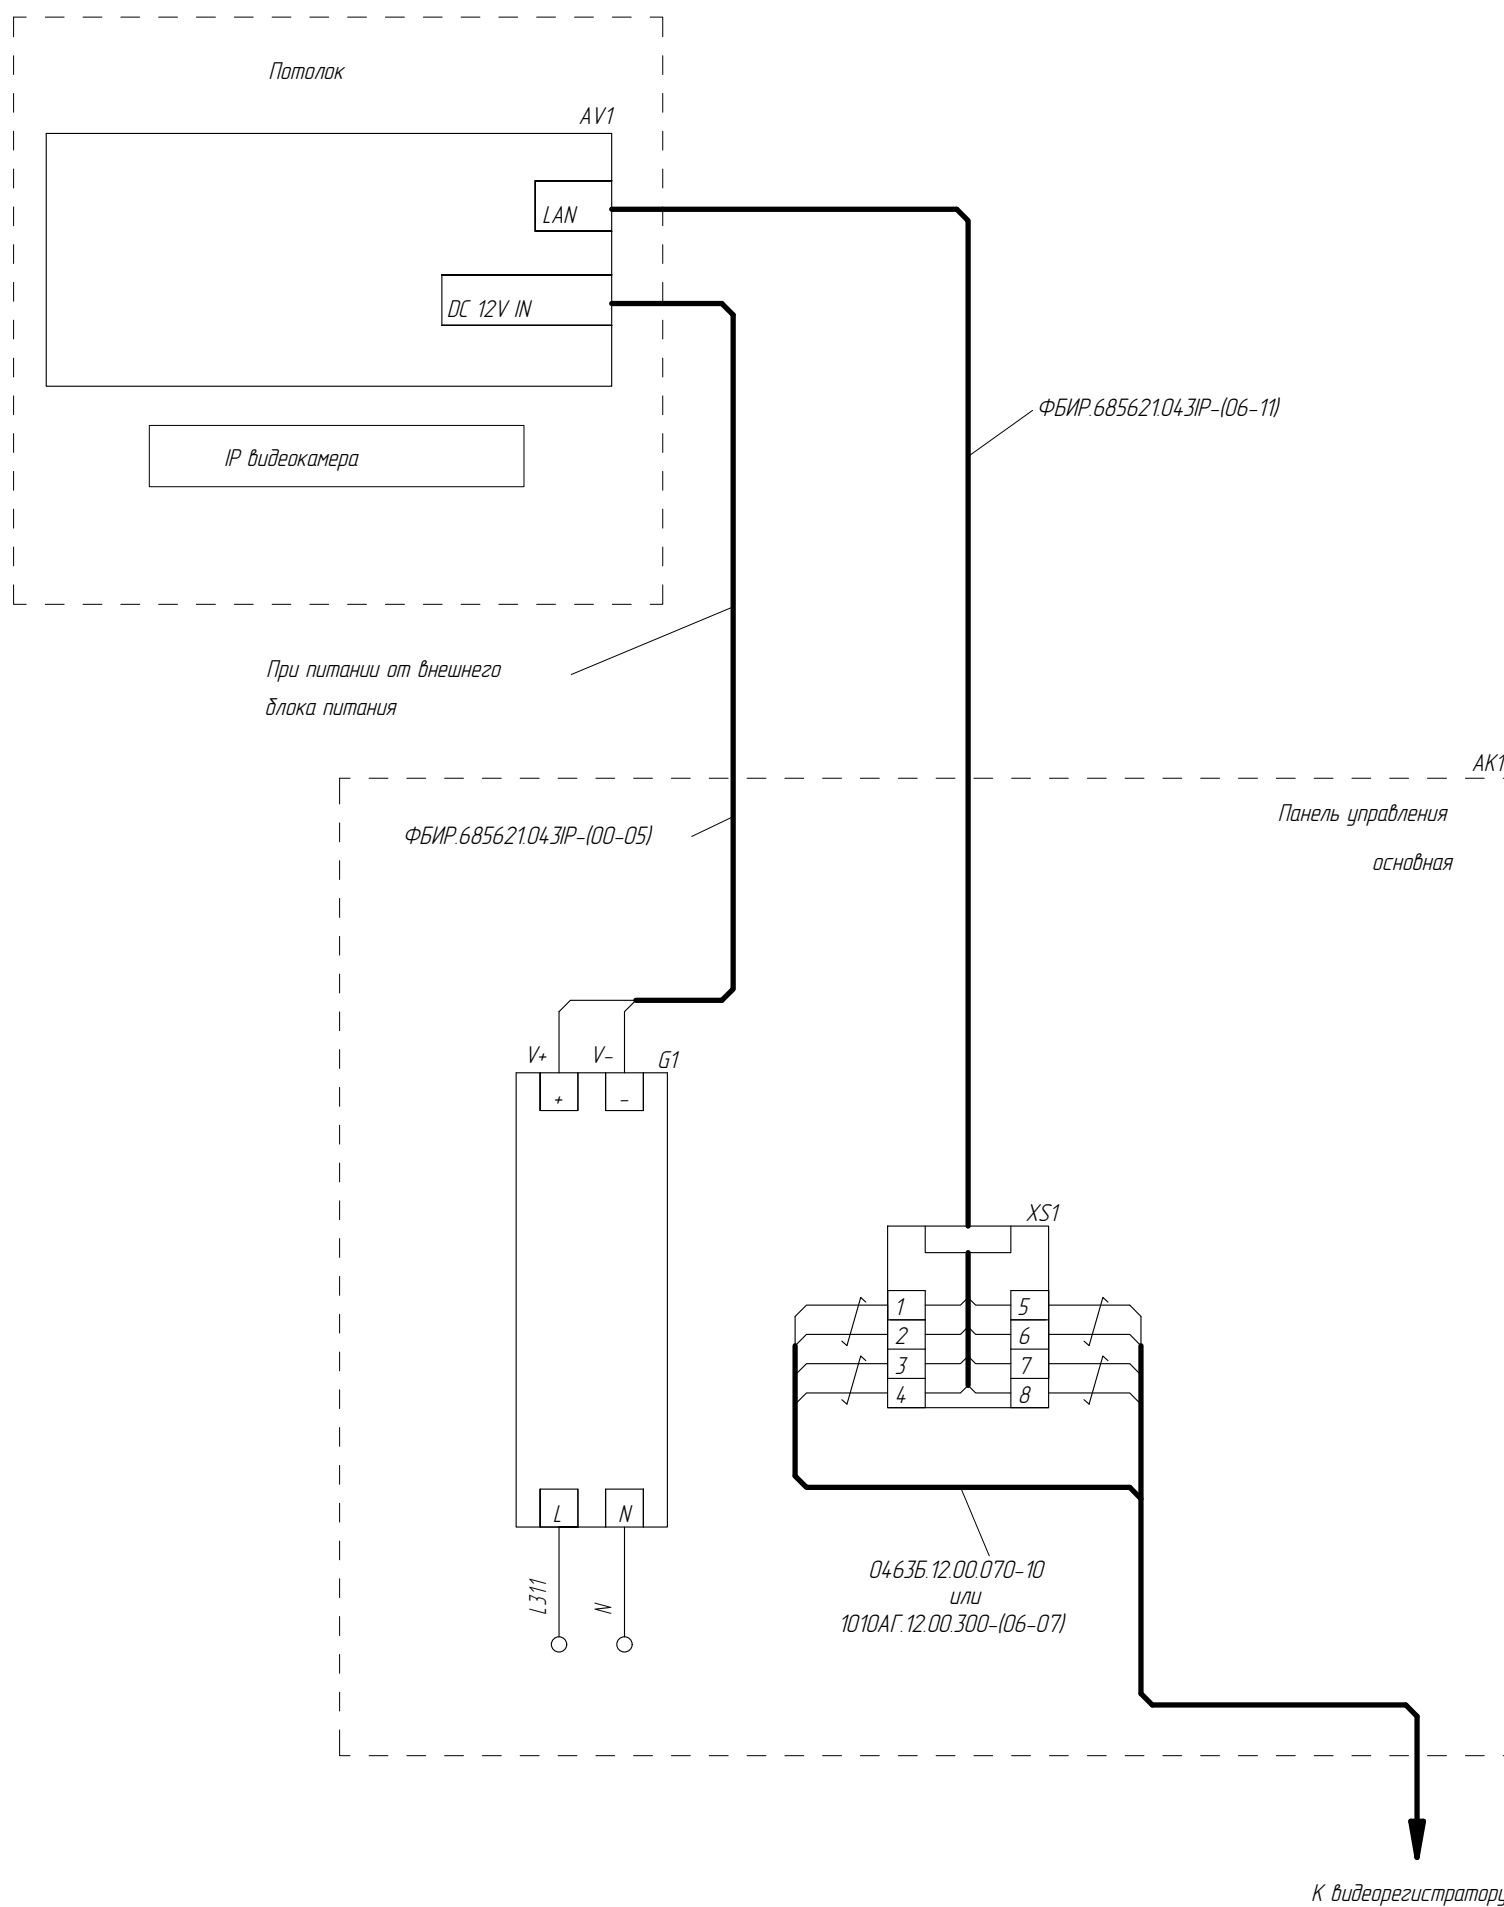 Потолок
AV1
LAN
DC 12V IN
IP видеокамера
ФБИР.685621.043IP-(06-11)
При питании от внешнего
блока питания
AK1
Панель управления
основная
ФБИР.685621.043IP-(00-05)
V+
V-
G1
+
-
XS1
1
5
2
6
3
7
4
8
L
N
L311
N
0463Б.12.00.070-10
или
1010АГ.12.00.300-(06-07)
К видеорегистратору